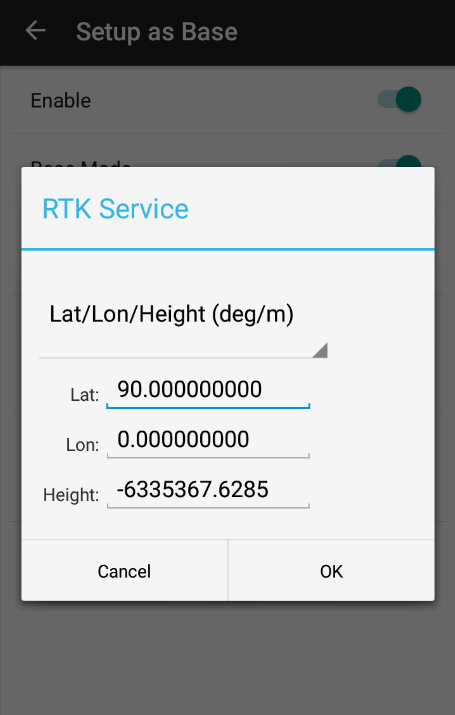 Setup as Base
Enable
Base Mode
RTK Service
Lat/Lon/Height (deg/m)
Lat: 90.000000000
Lon: 0.000000000
Height: -6335367.6285
Cancel OK